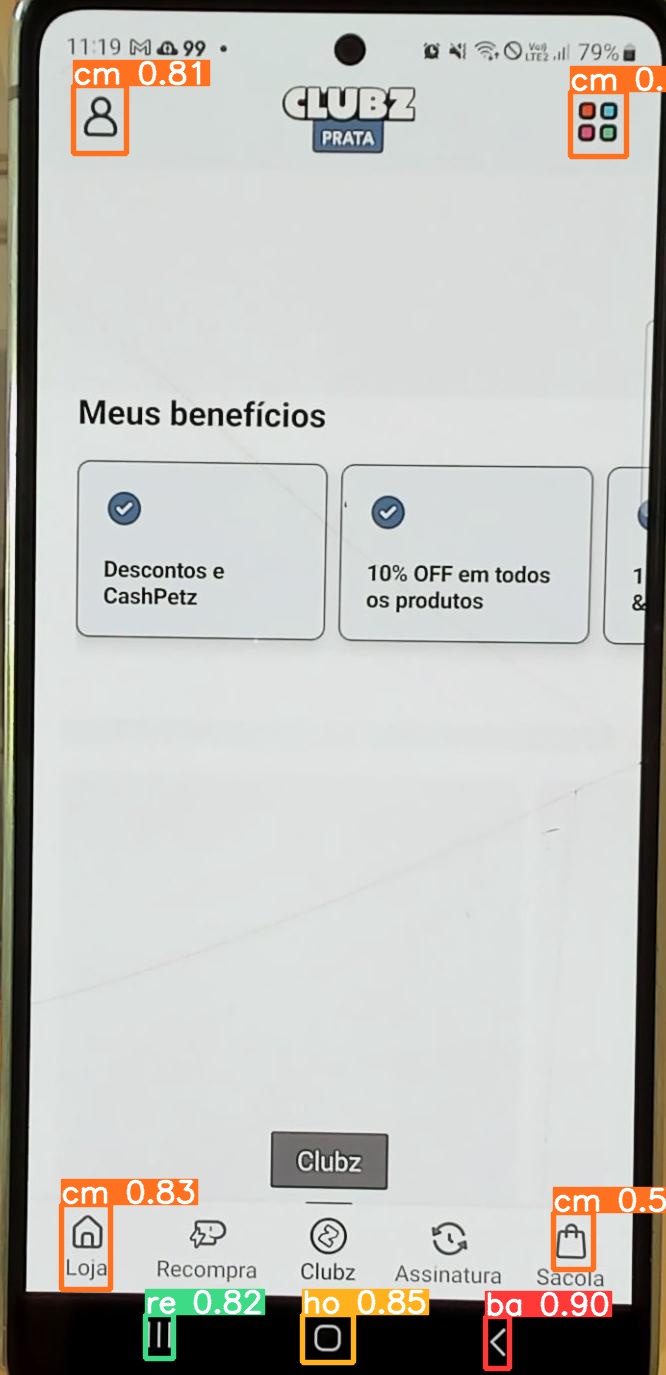 11:19 99 Vo)) LTE2 79%
cm 0.81
cm 0.
CLUBZ
PRATA
Meus benefícios
Descontos e
CashPetz
10% OFF em todos
os produtos
1
&
Clubz
cm 0.83
cm 0.5
Loja
Recompra
Clubz
Assinatura
Sacola
re 0.82
ho 0.85
ba 0.90